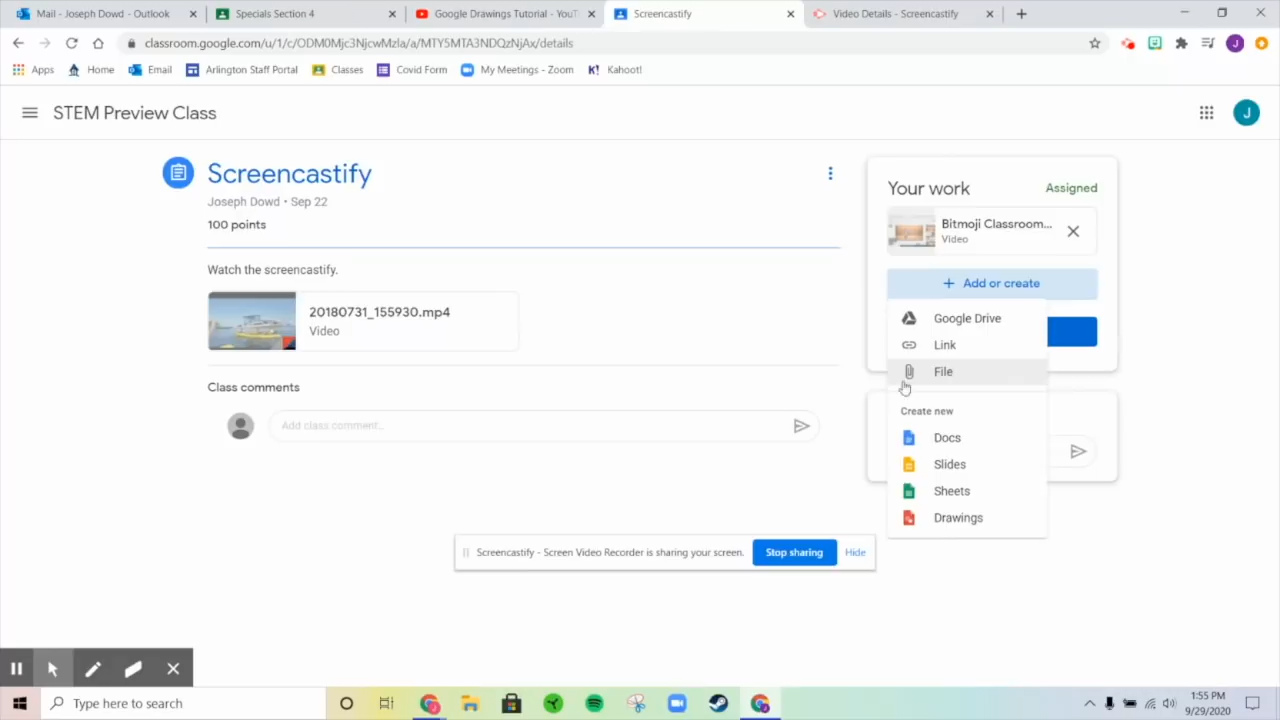 Mail - Joseph Dowd - Outlook
Specials Section 4
Google Drawings Tutorial - YouT
Screencastify
Video Details - Screencastify
classroom.google.com/u/1/c/ODM0Mjc3NjcwMzla/a/MTY5MTA3NDQzNjAx/details
J
Apps
Home
Email
Arlington Staff Portal
Classes
Covid Form
My Meetings - Zoom
K! Kahoot!
STEM Preview Class
J
Screencastify
Joseph Dowd • Sep 22
100 points
Watch the screencastify.
20180731_155930.mp4
Video
Class comments
Add class comment...
Your work
Assigned
Bitmoji Classroom...
Video
+ Add or create
Google Drive
Link
File
Create new
Docs
Slides
Sheets
Drawings
Screencastify - Screen Video Recorder is sharing your screen.
Stop sharing
Hide
Type here to search
1:55 PM
9/29/2020